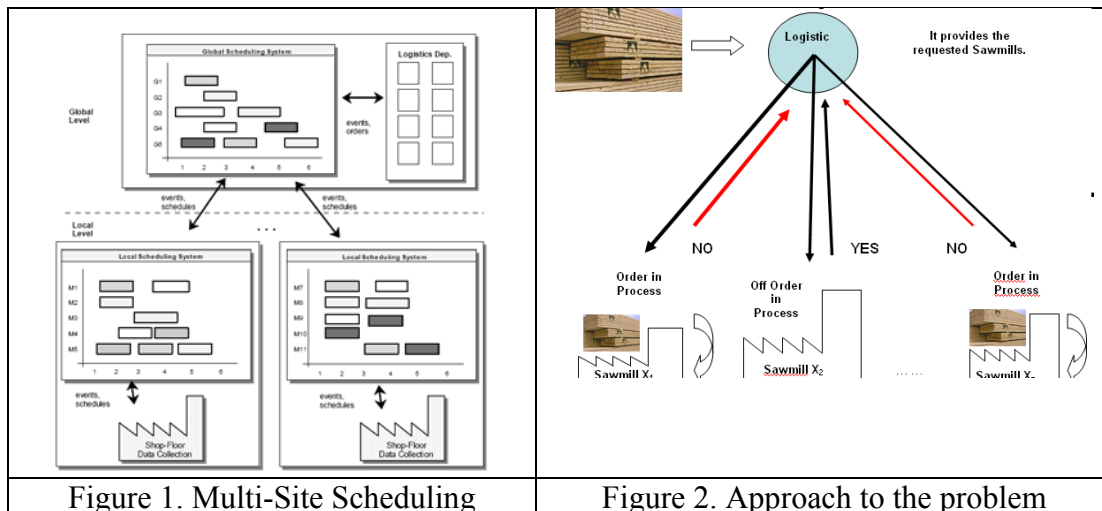 Global Scheduling System
Logistics Dep.
G1
G2
G3
G4
G5
1 2 3 4 5 6
Global
Level
events,
orders
events,
schedules
events,
schedules
Local
Level
...
Local Scheduling System
M1
M2
M3
M4
M5
1 2 3 4 5 6
events,
schedules
Shop-Floor
Data Collection
Local Scheduling System
M7
M8
M9
M10
M11
1 2 3 4 5 6
events,
schedules
Shop-Floor
Data Collection
Figure 1. Multi-Site Scheduling
Logistic
It provides the
requested Sawmills.
NO
YES
NO
Order in
Process
Off Order
in
Process
Order in
Process
Sawmill X1
Sawmill X2
......
Sawmill
Figure 2. Approach to the problem